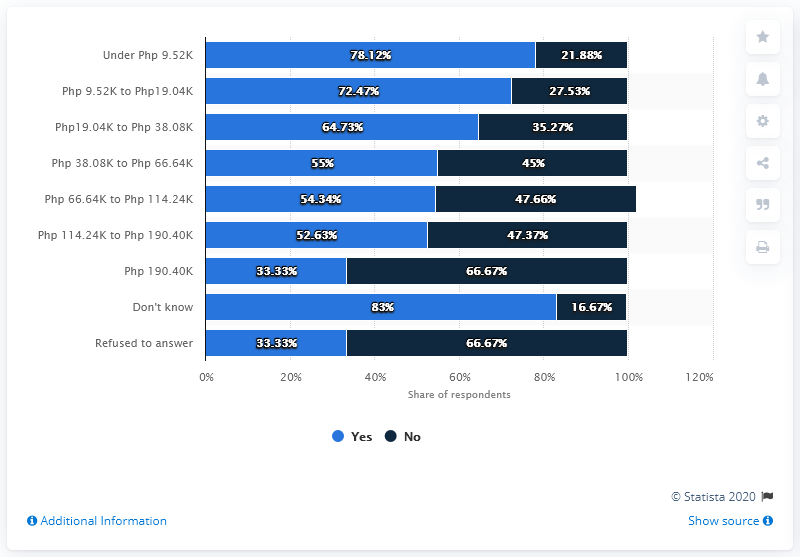 Under Php 9.52K 78.12% 21.88%
Php 9.52K to Php19.04K 72.47% 27.53%
Php19.04K to Php 38.08K 64.73% 35.27%
Php 38.08K to Php 66.64K 55% 45%
Php 66.64K to Php 114.24K 54.34% 47.66%
Php 114.24K to Php 190.40K 52.63% 47.37%
Php 190.40K 33.33% 66.67%
Don't know 83% 16.67%
Refused to answer 33.33% 66.67%
0% 20% 40% 60% 80% 100% 120%
Share of respondents
Yes No
© Statista 2020
Additional Information Show source